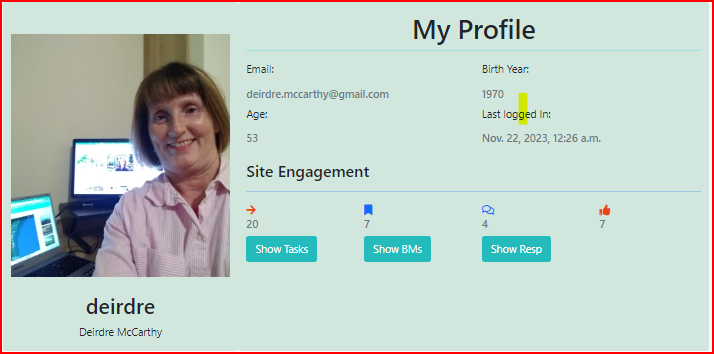 My Profile
Email:
Birth Year:
deirdre.mccarthy@gmail.com
1970
Age:
Last logged In:
53
Nov. 22, 2023, 12:26 a.m.
Site Engagement
20
7
4
7
Show Tasks
Show BMs
Show Resp
deirdre
Deirdre McCarthy